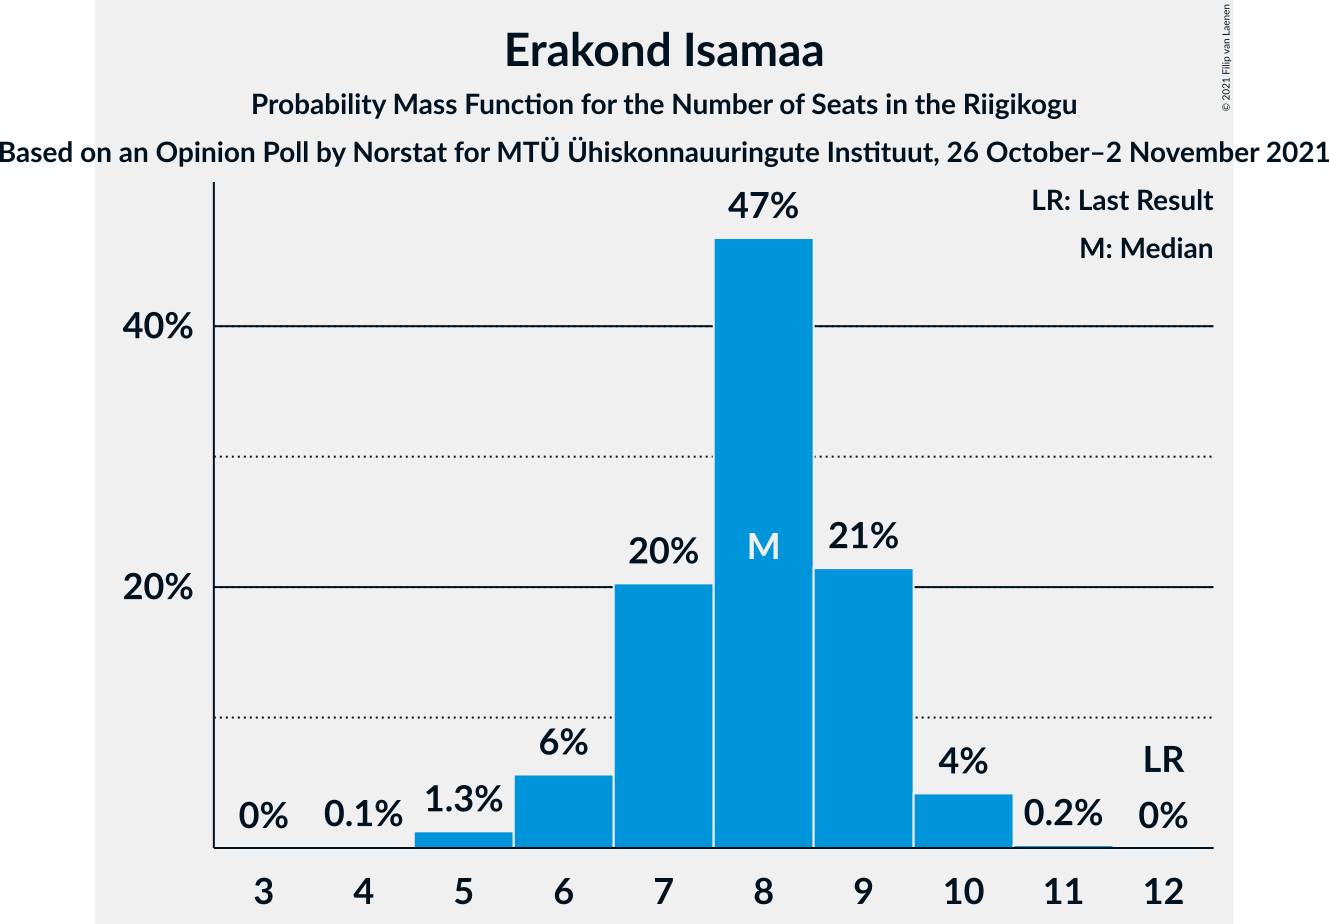 Erakond Isamaa
Probability Mass Function for the Number of Seats in the Riigikogu
Based on an Opinion Poll by Norstat for MTÜ Ühiskonnauuringute Instituut, 26 October–2 November 2021
© 2021 Filip van Laenen
LR: Last Result
M: Median
47%
40%
M
21%
20%
20%
6%
4%
LR
1.3%
0%
0.1%
0.2%
0%
3 4 5 6 7 8 9 10 11 12